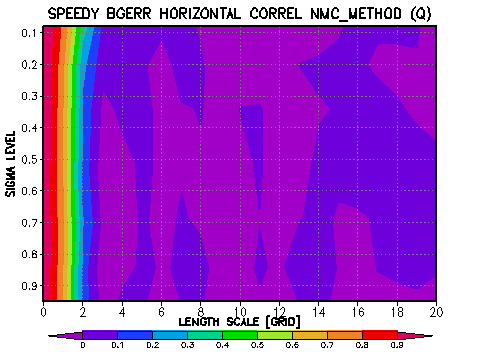 SPEEDY BGERR HORIZONTAL CORREL NMC_METHOD (Q)
0.1
0.2
0.3
0.4
0.5
0.6
0.7
0.8
0.9
SIGMA LEVEL
0 2 4 6 8 10 12 14 16 18 20
LENGTH SCALE [GRID]
0 0.1 0.2 0.3 0.4 0.5 0.6 0.7 0.8 0.9